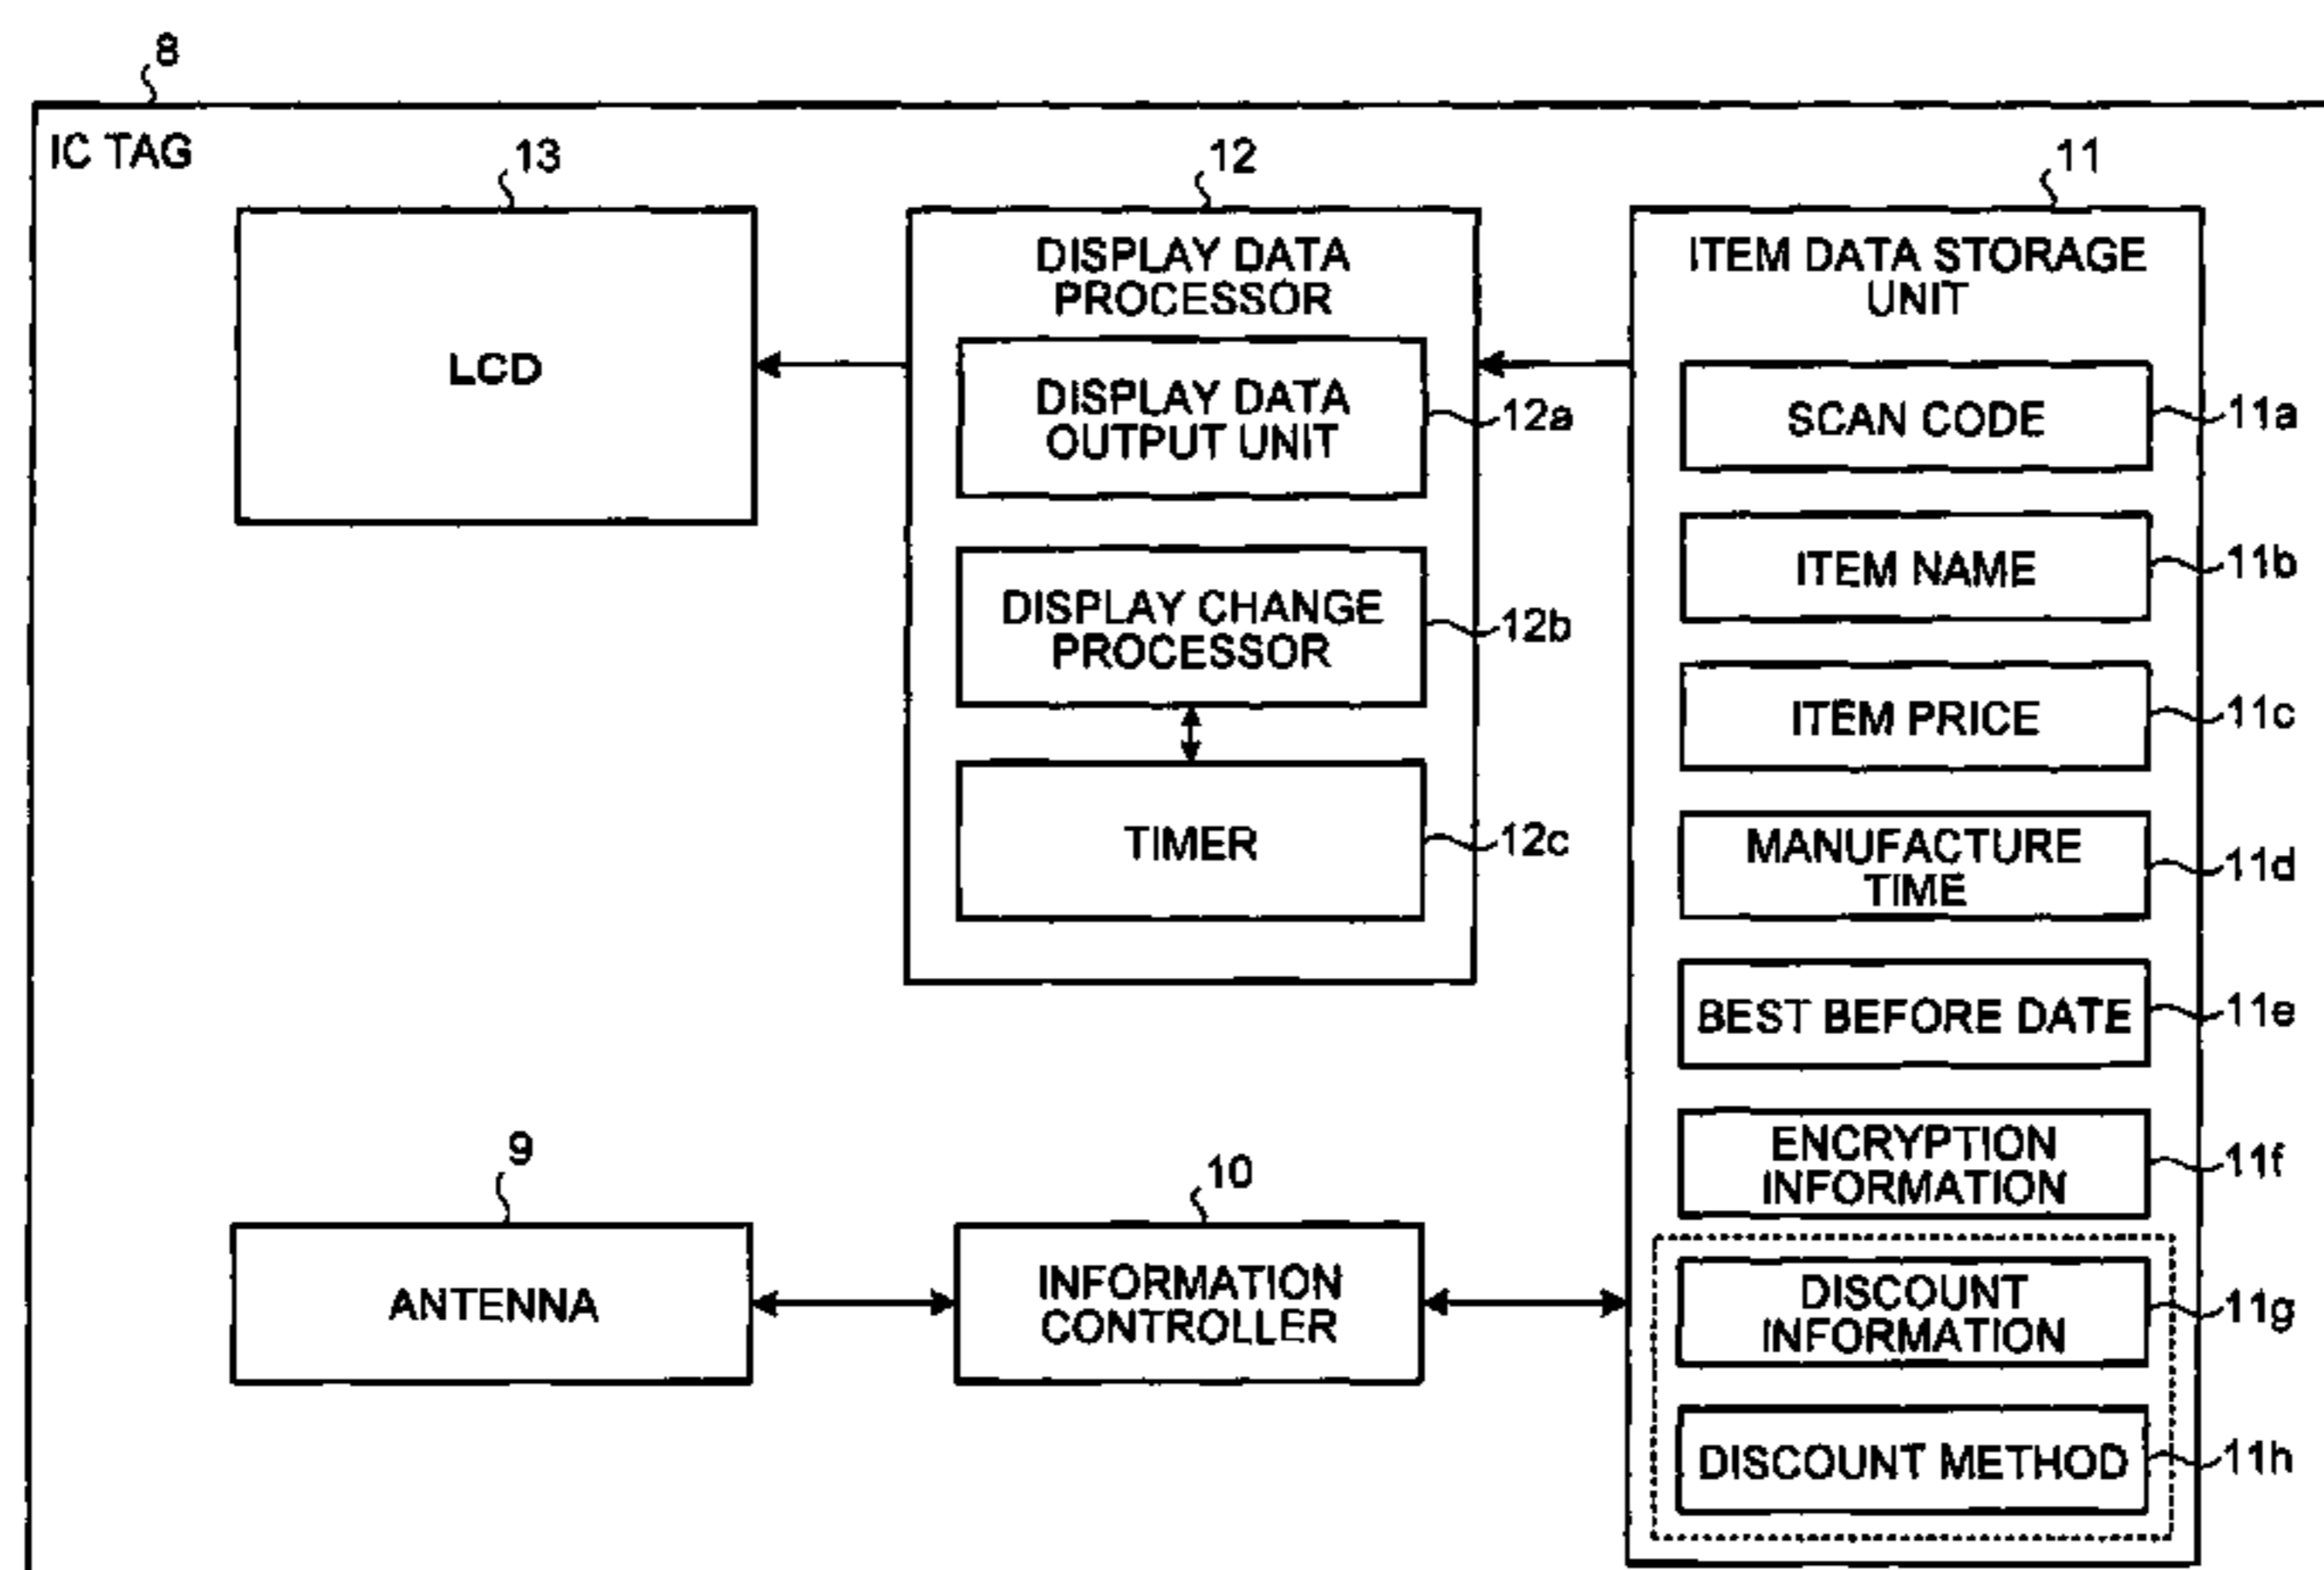 8
IC TAG
13
LCD
12
DISPLAY DATA
PROCESSOR
DISPLAY DATA
OUTPUT UNIT
12a
DISPLAY CHANGE
PROCESSOR
12b
TIMER
12c
11
ITEM DATA STORAGE
UNIT
SCAN CODE
11a
ITEM NAME
11b
ITEM PRICE
11c
MANUFACTURE
TIME
11d
BEST BEFORE DATE
11e
ENCRYPTION
INFORMATION
11f
DISCOUNT
INFORMATION
11g
DISCOUNT METHOD
11h
9
ANTENNA
10
INFORMATION
CONTROLLER